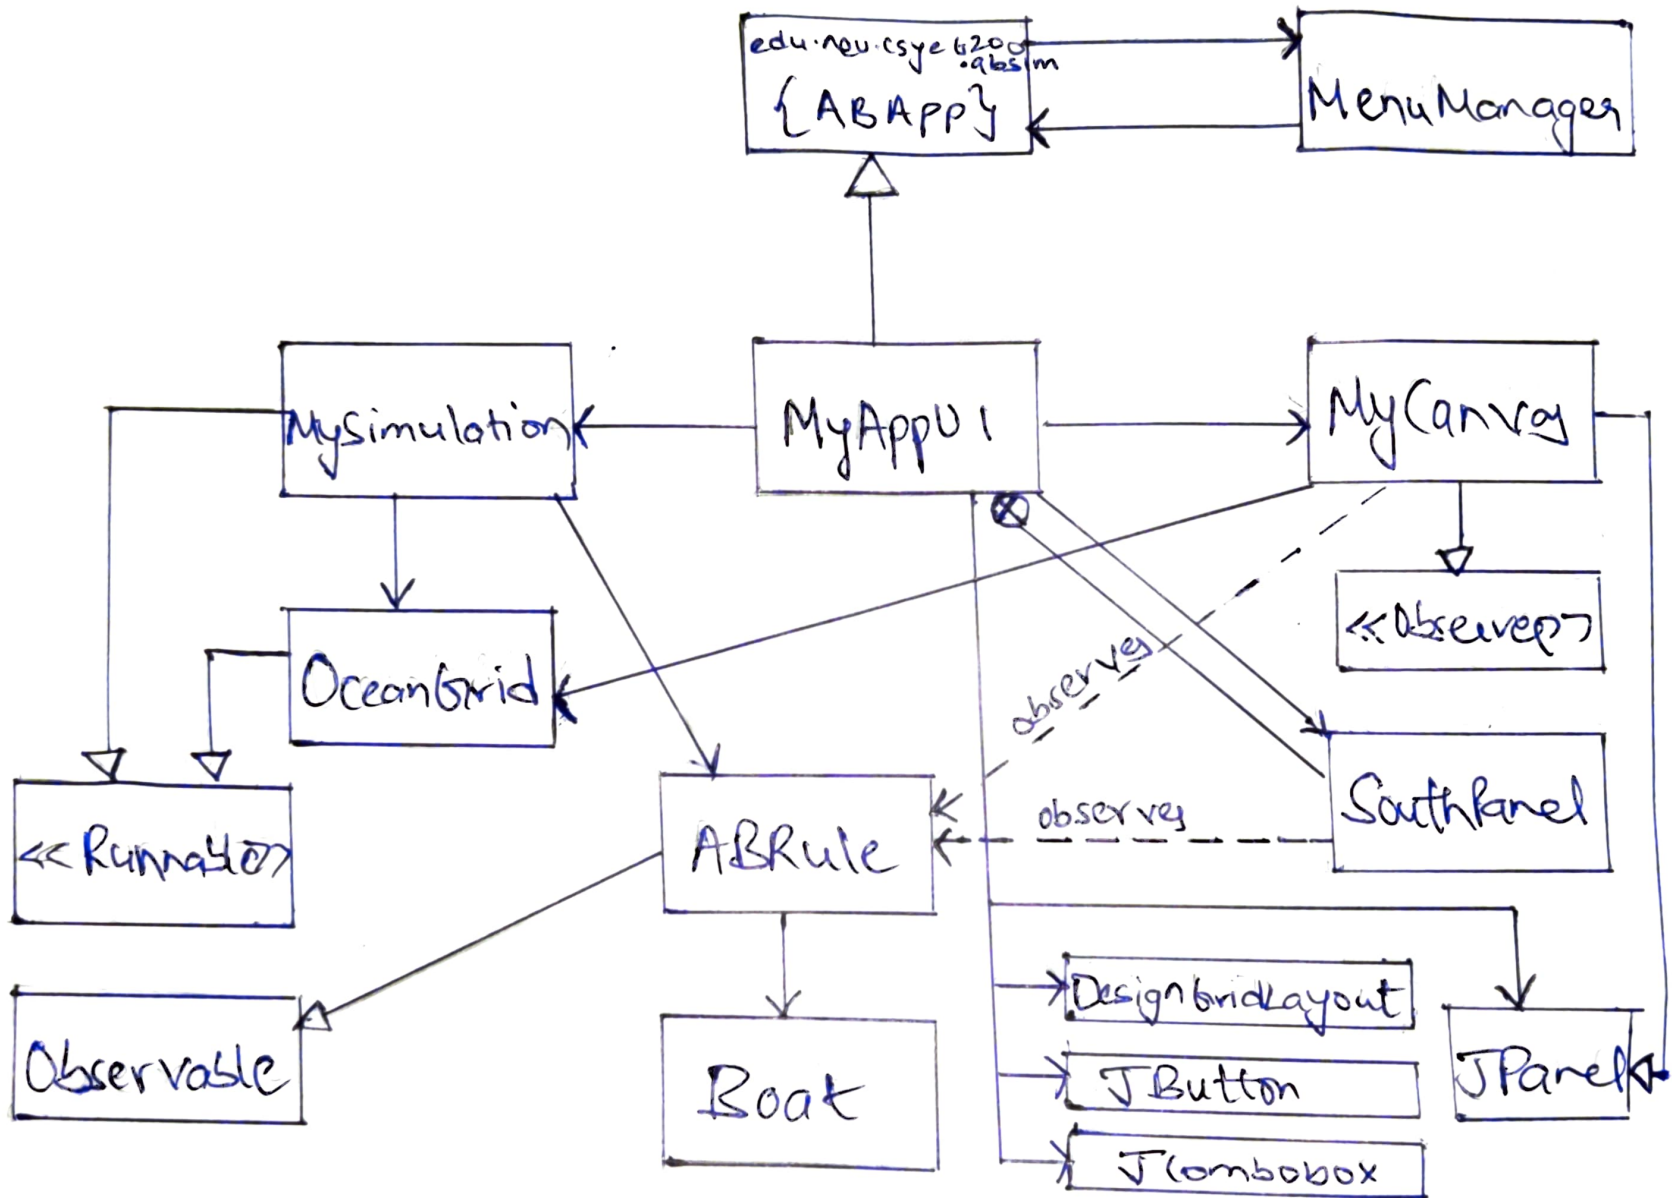 edu.neu.csye6200
.absim
{ABApp}
MenuManager
MySimulation
MyAppUI
MyCanvas
<<Observer>>
OceanGrid
observes
SouthPanel
observes
<<Runnable>>
ABRule
DesignGridLayout
Observable
JPanel
Boat
JButton
JCombobox